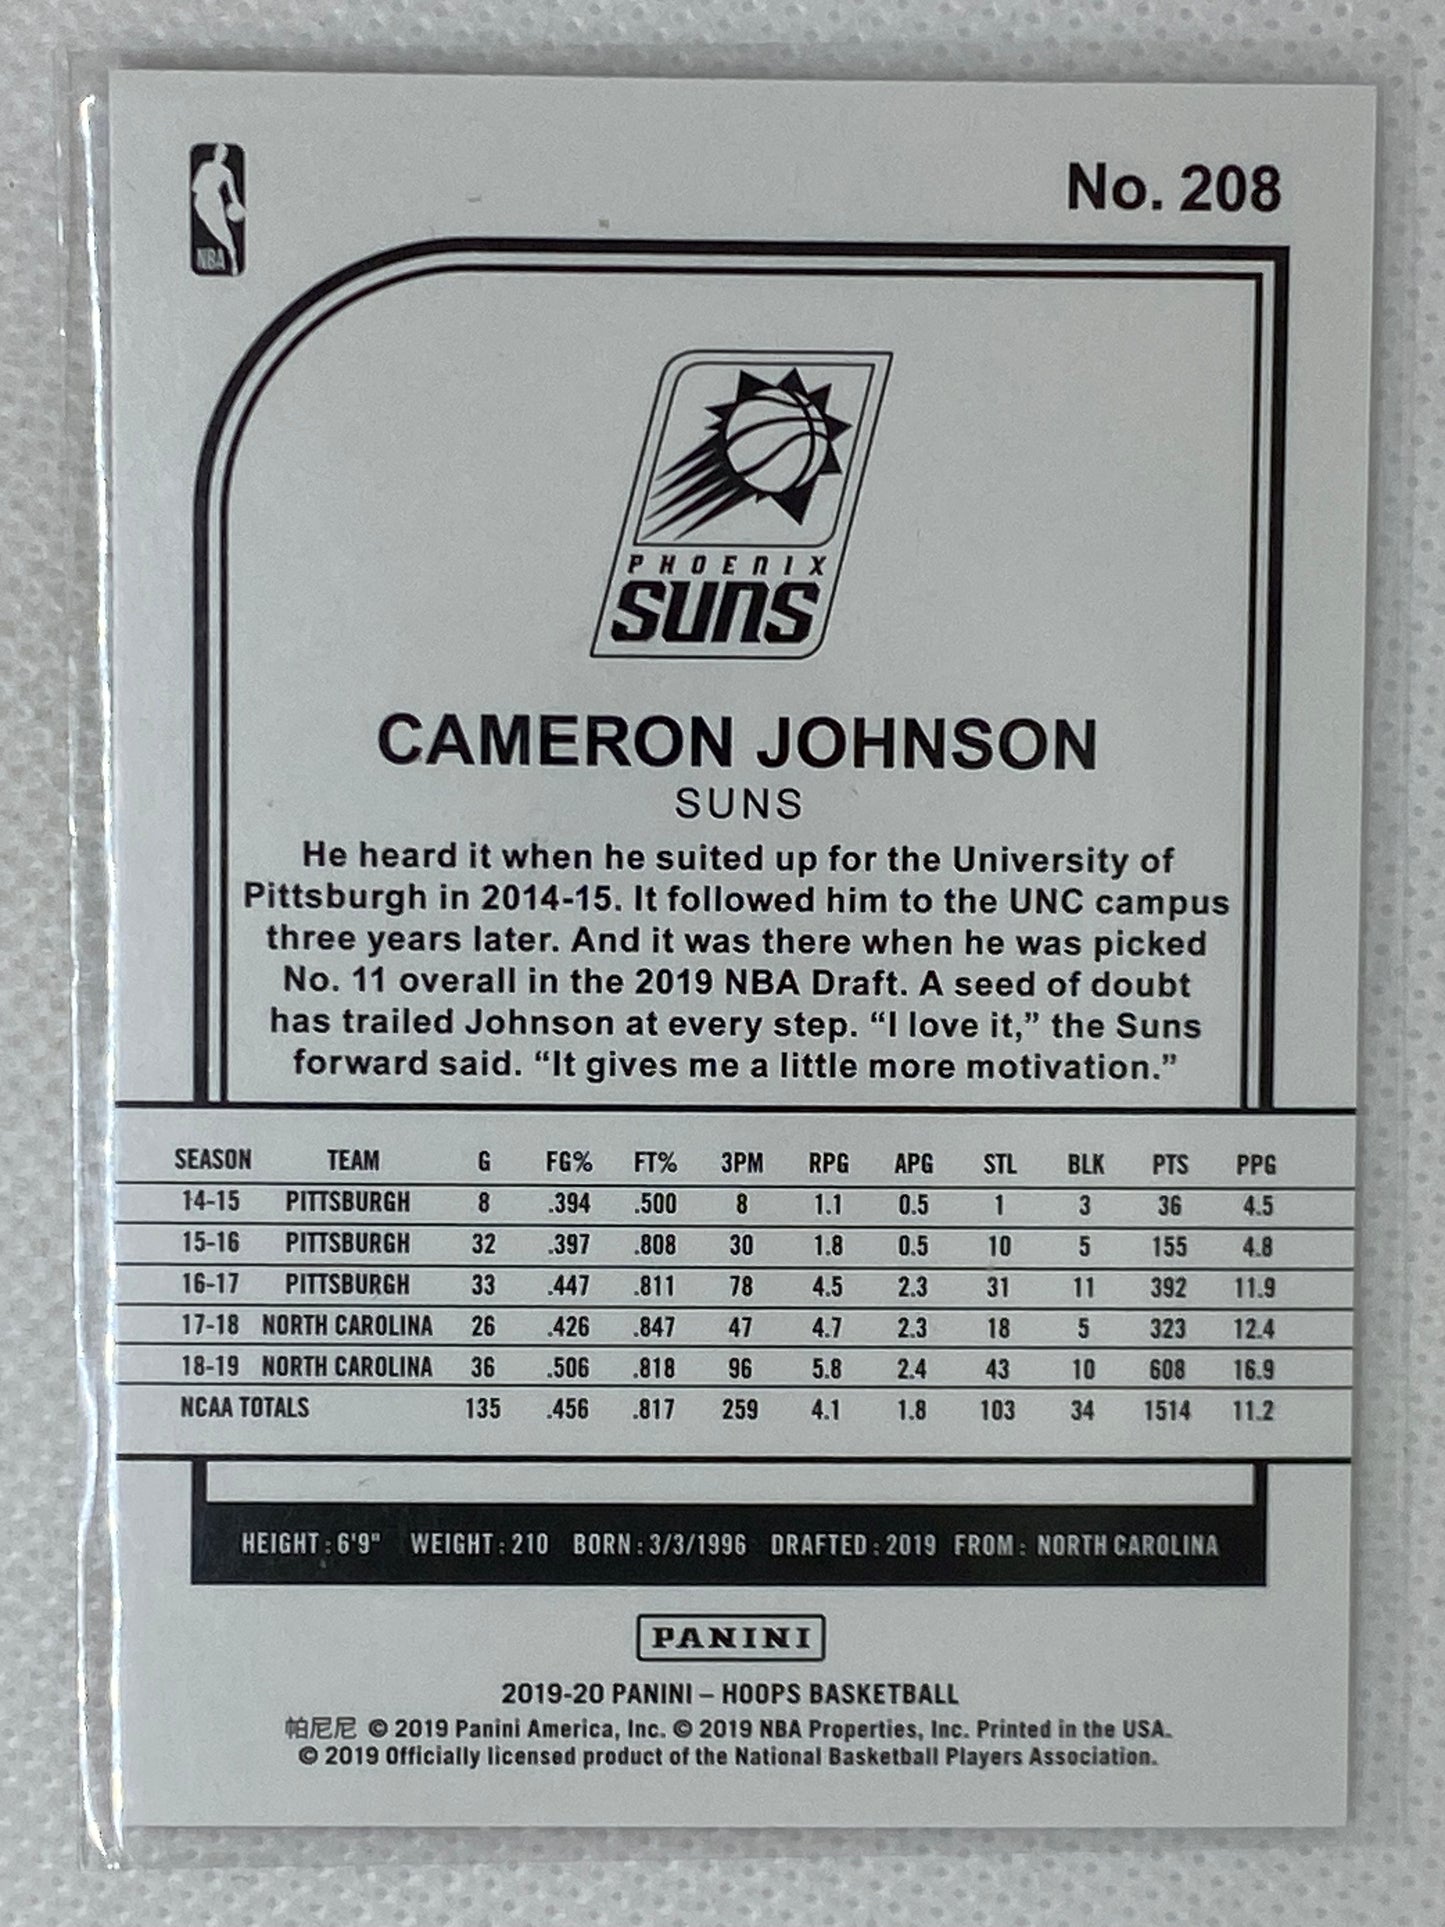 NBA
No. 208
PHOENIX
SUNS
CAMERON JOHNSON
SUNS
He heard it when he suited up for the University of
Pittsburgh in 2014-15. It followed him to the UNC campus
three years later. And it was there when he was picked
No. 11 overall in the 2019 NBA Draft. A seed of doubt
has trailed Johnson at every step. “I love it,” the Suns
forward said. “It gives me a little more motivation.”
SEASON TEAM G FG% FT% 3PM RPG APG STL BLK PTS PPG
14-15 PITTSBURGH 8 .394 .500 8 1.1 0.5 1 3 36 4.5
15-16 PITTSBURGH 32 .397 .808 30 1.8 0.5 10 5 155 4.8
16-17 PITTSBURGH 33 .447 .811 78 4.5 2.3 31 11 392 11.9
17-18 NORTH CAROLINA 26 .426 .847 47 4.7 2.3 18 5 323 12.4
18-19 NORTH CAROLINA 36 .506 .818 96 5.8 2.4 43 10 608 16.9
NCAA TOTALS 135 .456 .817 259 4.1 1.8 103 34 1514 11.2
HEIGHT: 6'9" WEIGHT: 210 BORN: 3/3/1996 DRAFTED: 2019 FROM: NORTH CAROLINA
PANINI
2019-20 PANINI – HOOPS BASKETBALL
帕尼尼 © 2019 Panini America, Inc. © 2019 NBA Properties, Inc. Printed in the USA.
© 2019 Officially licensed product of the National Basketball Players Association.